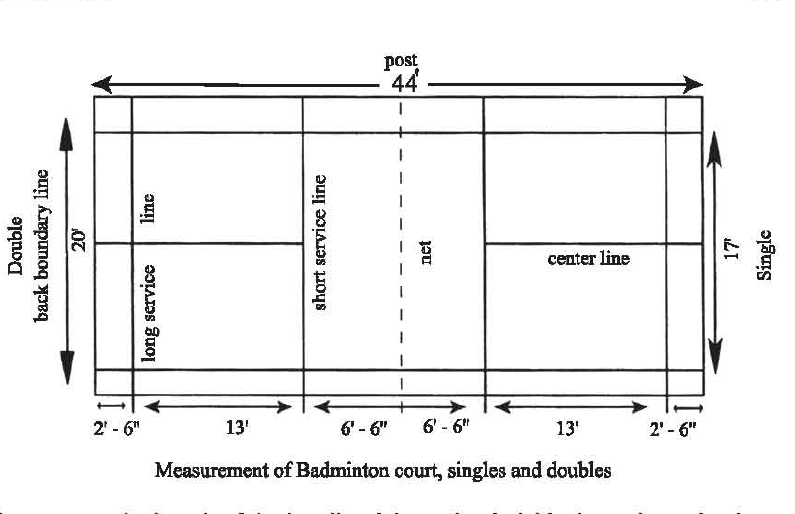 post
44'
Double
back boundary line
20'
line
long service
short service line
net
center line
17'
Single
2' - 6"
13'
6' - 6"
6' - 6"
13'
2' - 6"
Measurement of Badminton court, singles and doubles